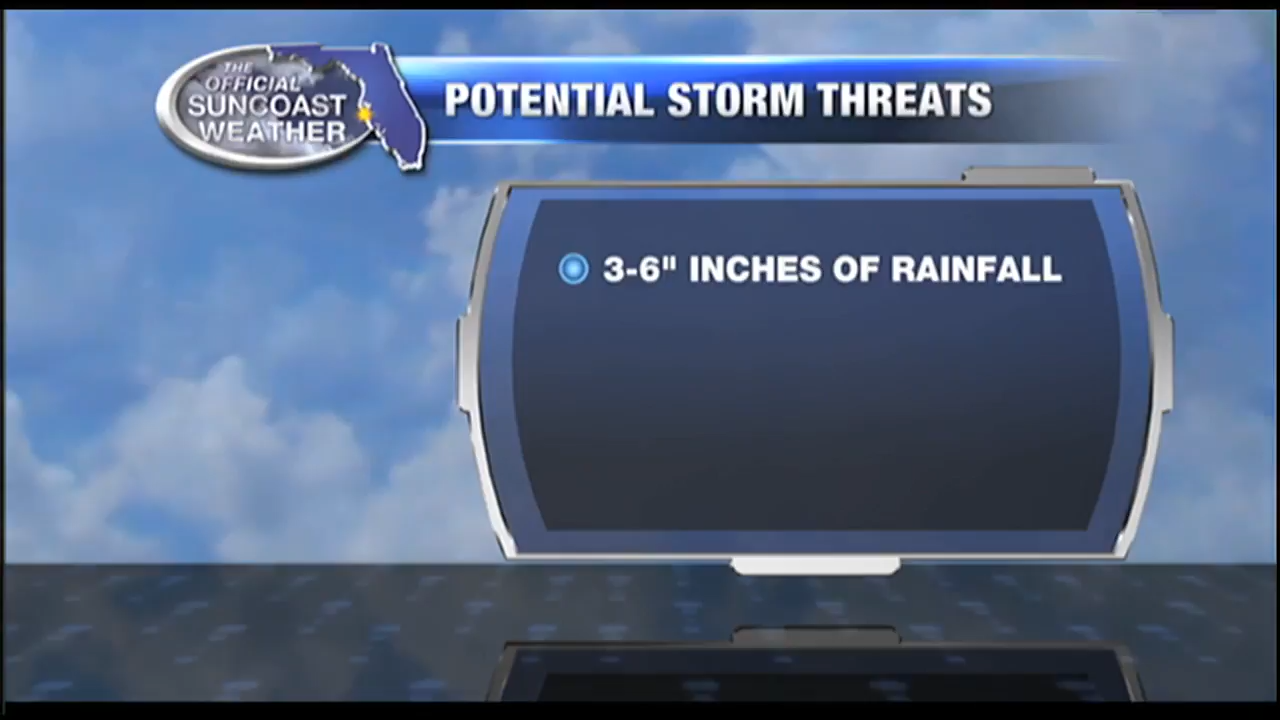 THE
OFFICIAL
SUNCOAST
WEATHER
POTENTIAL STORM THREATS
3-6" INCHES OF RAINFALL